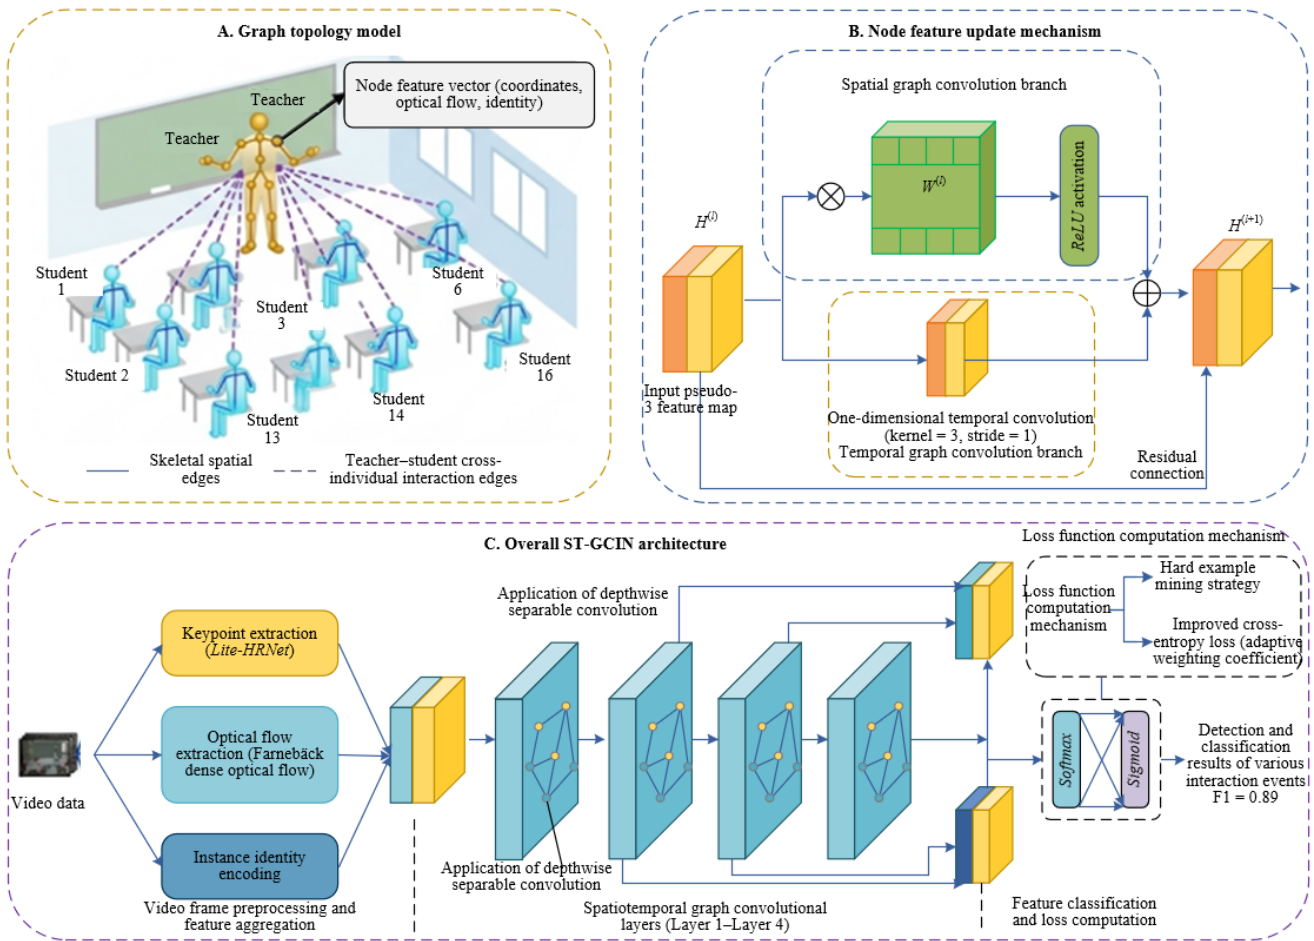 A. Graph topology model
Node feature vector (coordinates,
optical flow, identity)
Teacher
Teacher
Student
1
Student 2
Student
3
Student
6
Student
13
Student
14
Student
16
Skeletal spatial
edges
Teacher–student cross-
individual interaction edges
B. Node feature update mechanism
Spatial graph convolution branch
H(l)
W(l)
ReLU activation
H(l+1)
Input pseudo-
3 feature map
One-dimensional temporal convolution
(kernel = 3, stride = 1)
Temporal graph convolution branch
Residual
connection
C. Overall ST-GCIN architecture
Video data
Keypoint extraction
(Lite-HRNet)
Optical flow
extraction (Farnebäck
dense optical flow)
Instance identity
encoding
Video frame preprocessing and
feature aggregation
Application of depthwise
separable convolution
Application of depthwise
separable convolution
Spatiotemporal graph convolutional
layers (Layer 1–Layer 4)
Loss function computation mechanism
Loss function
computation
mechanism
Hard example
mining strategy
Improved cross-
entropy loss (adaptive
weighting coefficient)
Softmax
Sigmoid
Detection and
classification
results of various
interaction events
F1 = 0.89
Feature classification
and loss computation